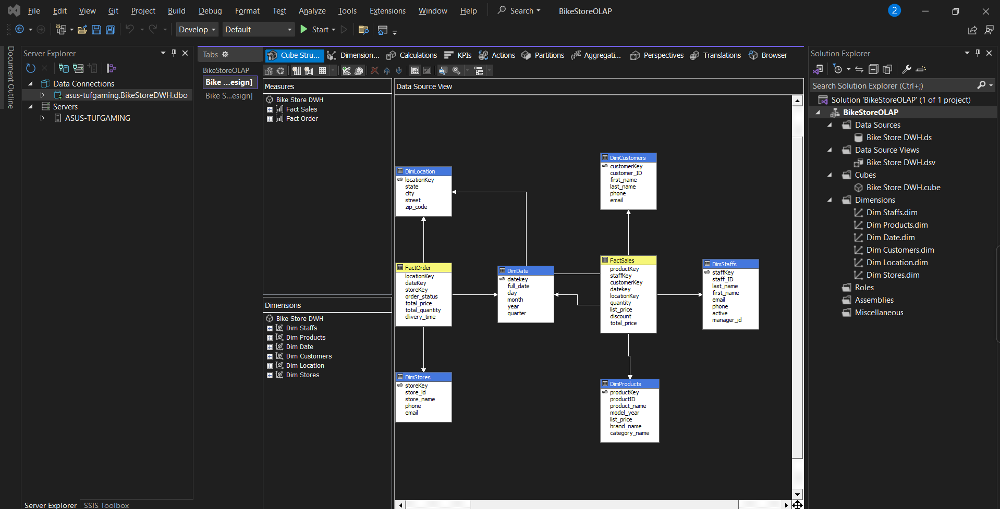 File Edit View Git Project Build Debug Format Test Analyze Tools Extensions Window Help Search BikeStoreOLAP 2
Develop Default Start
Document Outline
Server Explorer
Data Connections
asus-tufgaming.BikeStoreDWH.dbo
Servers
ASUS-TUFGAMING
Server Explorer SSIS Toolbox
Tabs
BikeStoreOLAP
Bike ...esign]
Bike S...esign]
Cube Stru... Dimension... Calculations KPIs Actions Partitions Aggregati... Perspectives Translations Browser
Measures
Bike Store DWH
Fact Sales
Fact Order
Dimensions
Bike Store DWH
Dim Staffs
Dim Products
Dim Date
Dim Customers
Dim Location
Dim Stores
Data Source View
DimLocation
locationKey
state
city
street
zip_code
FactOrder
locationKey
dateKey
storeKey
order_status
total_price
total_quantity
dlivery_time
DimStores
storeKey
store_id
store_name
phone
email
DimDate
datekey
full_date
day
month
year
quarter
DimCustomers
customerKey
customer_ID
first_name
last_name
phone
email
FactSales
productKey
staffKey
customerKey
datekey
locationKey
quantity
list_price
discount
total_price
DimProducts
productKey
productID
product_name
model_year
list_price
brand_name
category_name
DimStaffs
staffKey
staff_ID
last_name
first_name
email
phone
active
manager_id
Solution Explorer
Search Solution Explorer (Ctrl+;)
Solution 'BikeStoreOLAP' (1 of 1 project)
BikeStoreOLAP
Data Sources
Bike Store DWH.ds
Data Source Views
Bike Store DWH.dsv
Cubes
Bike Store DWH.cube
Dimensions
Dim Staffs.dim
Dim Products.dim
Dim Date.dim
Dim Customers.dim
Dim Location.dim
Dim Stores.dim
Roles
Assemblies
Miscellaneous